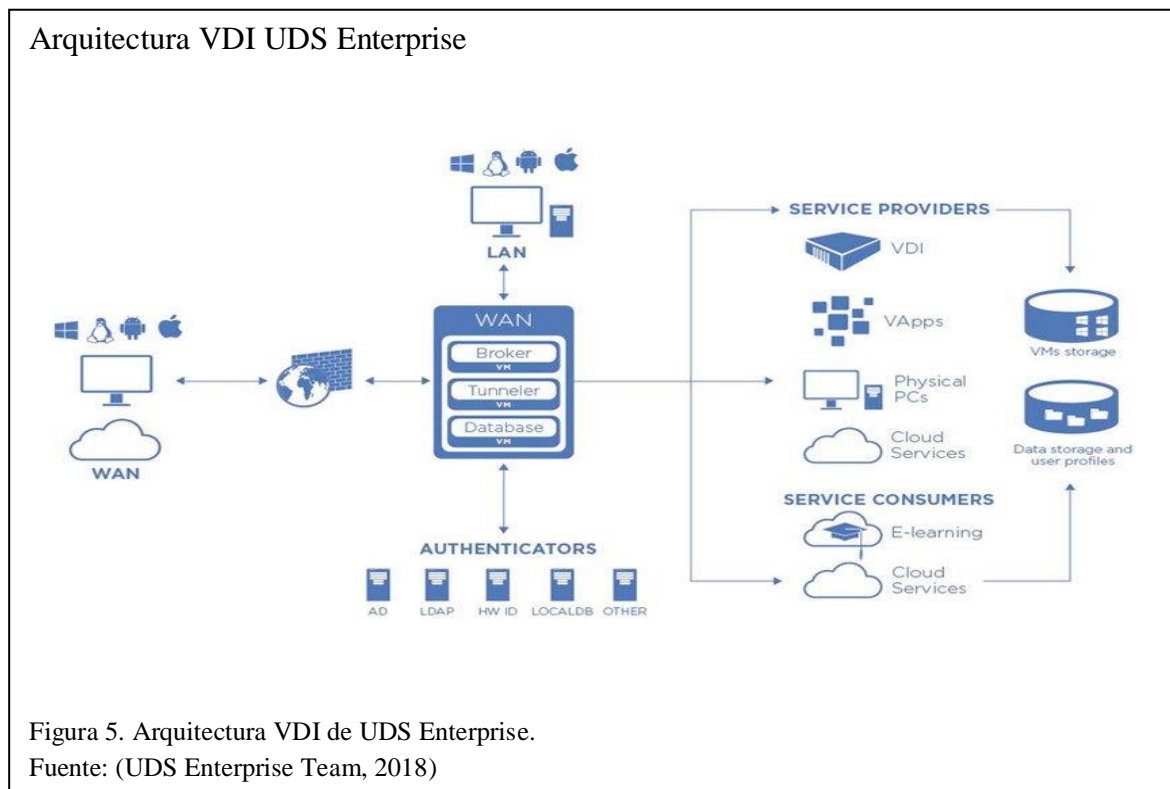 Arquitectura VDI UDS Enterprise
LAN
WAN
WAN
Broker
VM
Tunneler
VM
Database
VM
AUTHENTICATORS
AD LDAP HW ID LOCALDB OTHER
SERVICE PROVIDERS
VDI
VApps
Physical
PCs
Cloud
Services
SERVICE CONSUMERS
E-learning
Cloud
Services
VMs storage
Data storage and
user profiles
Figura 5. Arquitectura VDI de UDS Enterprise.
Fuente: (UDS Enterprise Team, 2018)